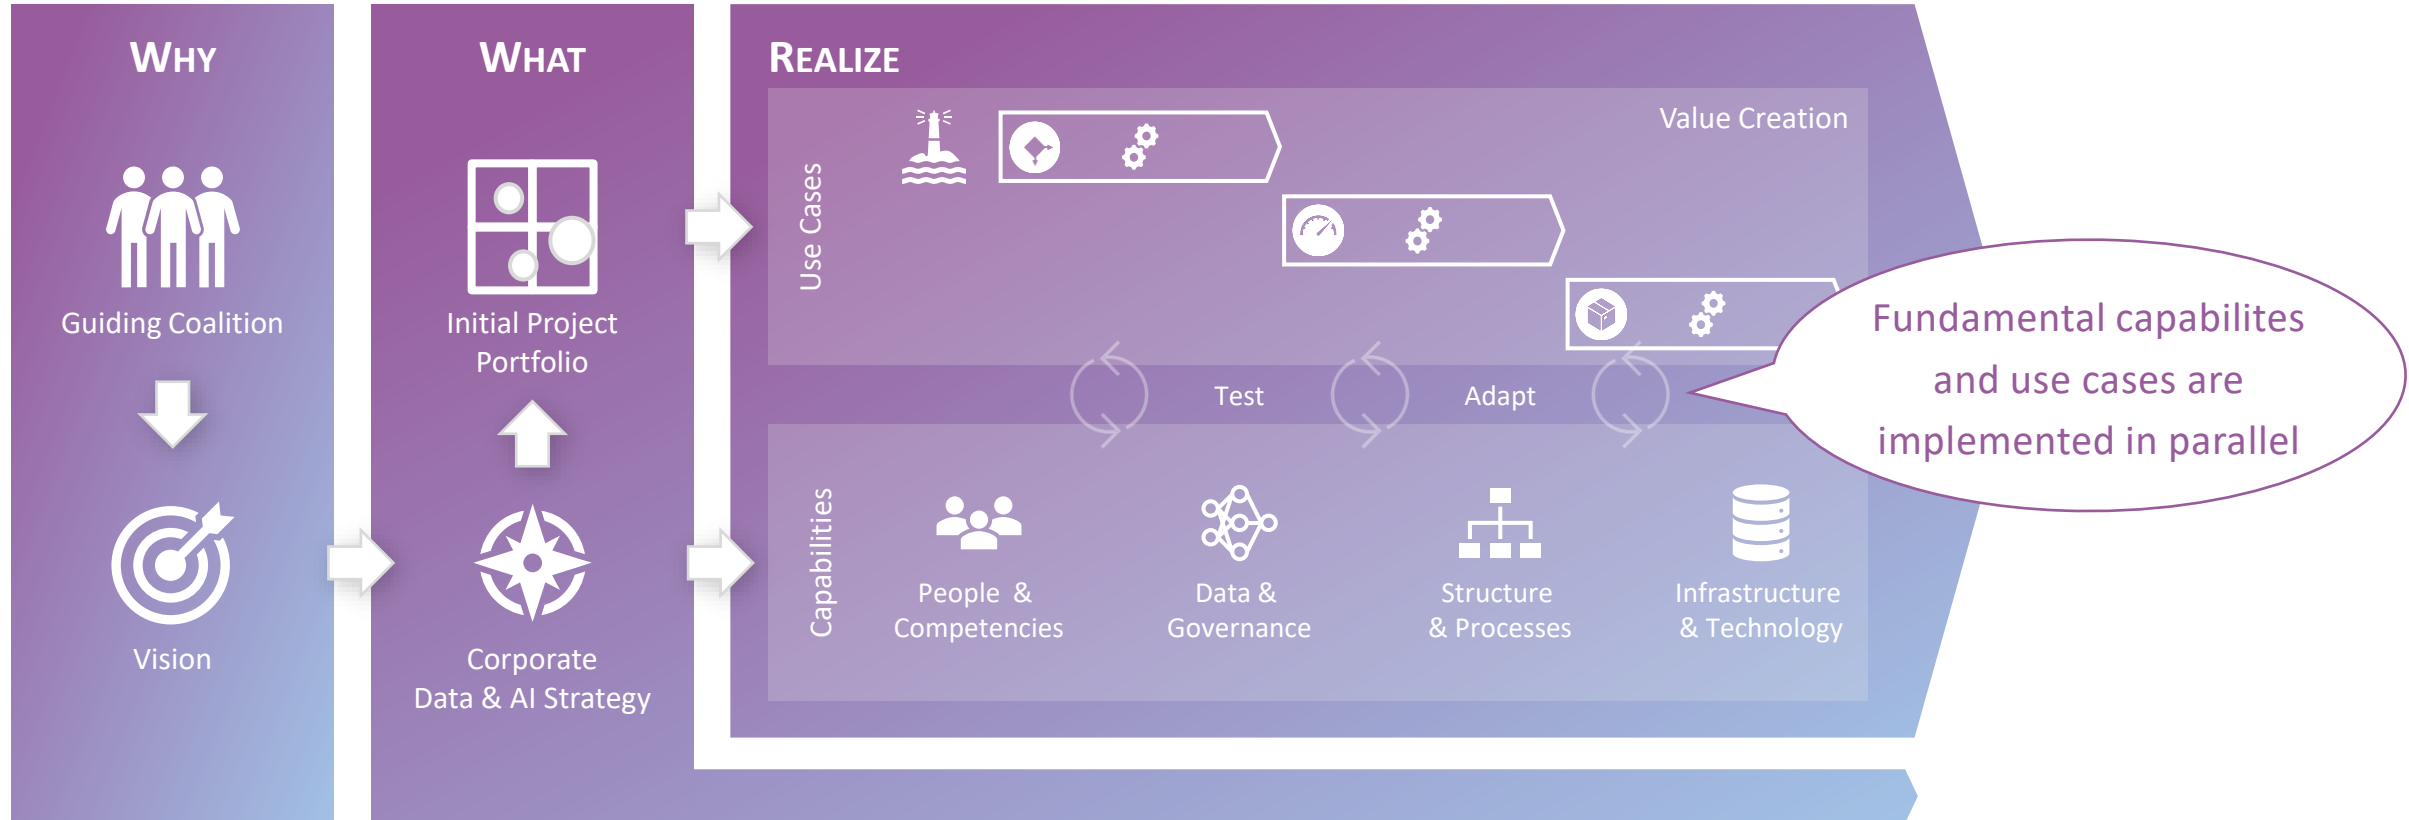 WHY
Guiding Coalition
Vision
WHAT
Initial Project
Portfolio
Corporate
Data & AI Strategy
REALIZE
Use Cases
Value Creation
Test
Adapt
Capabilities
People &
Competencies
Data &
Governance
Structure
& Processes
Infrastructure
& Technology
Fundamental capabilites
and use cases are
implemented in parallel